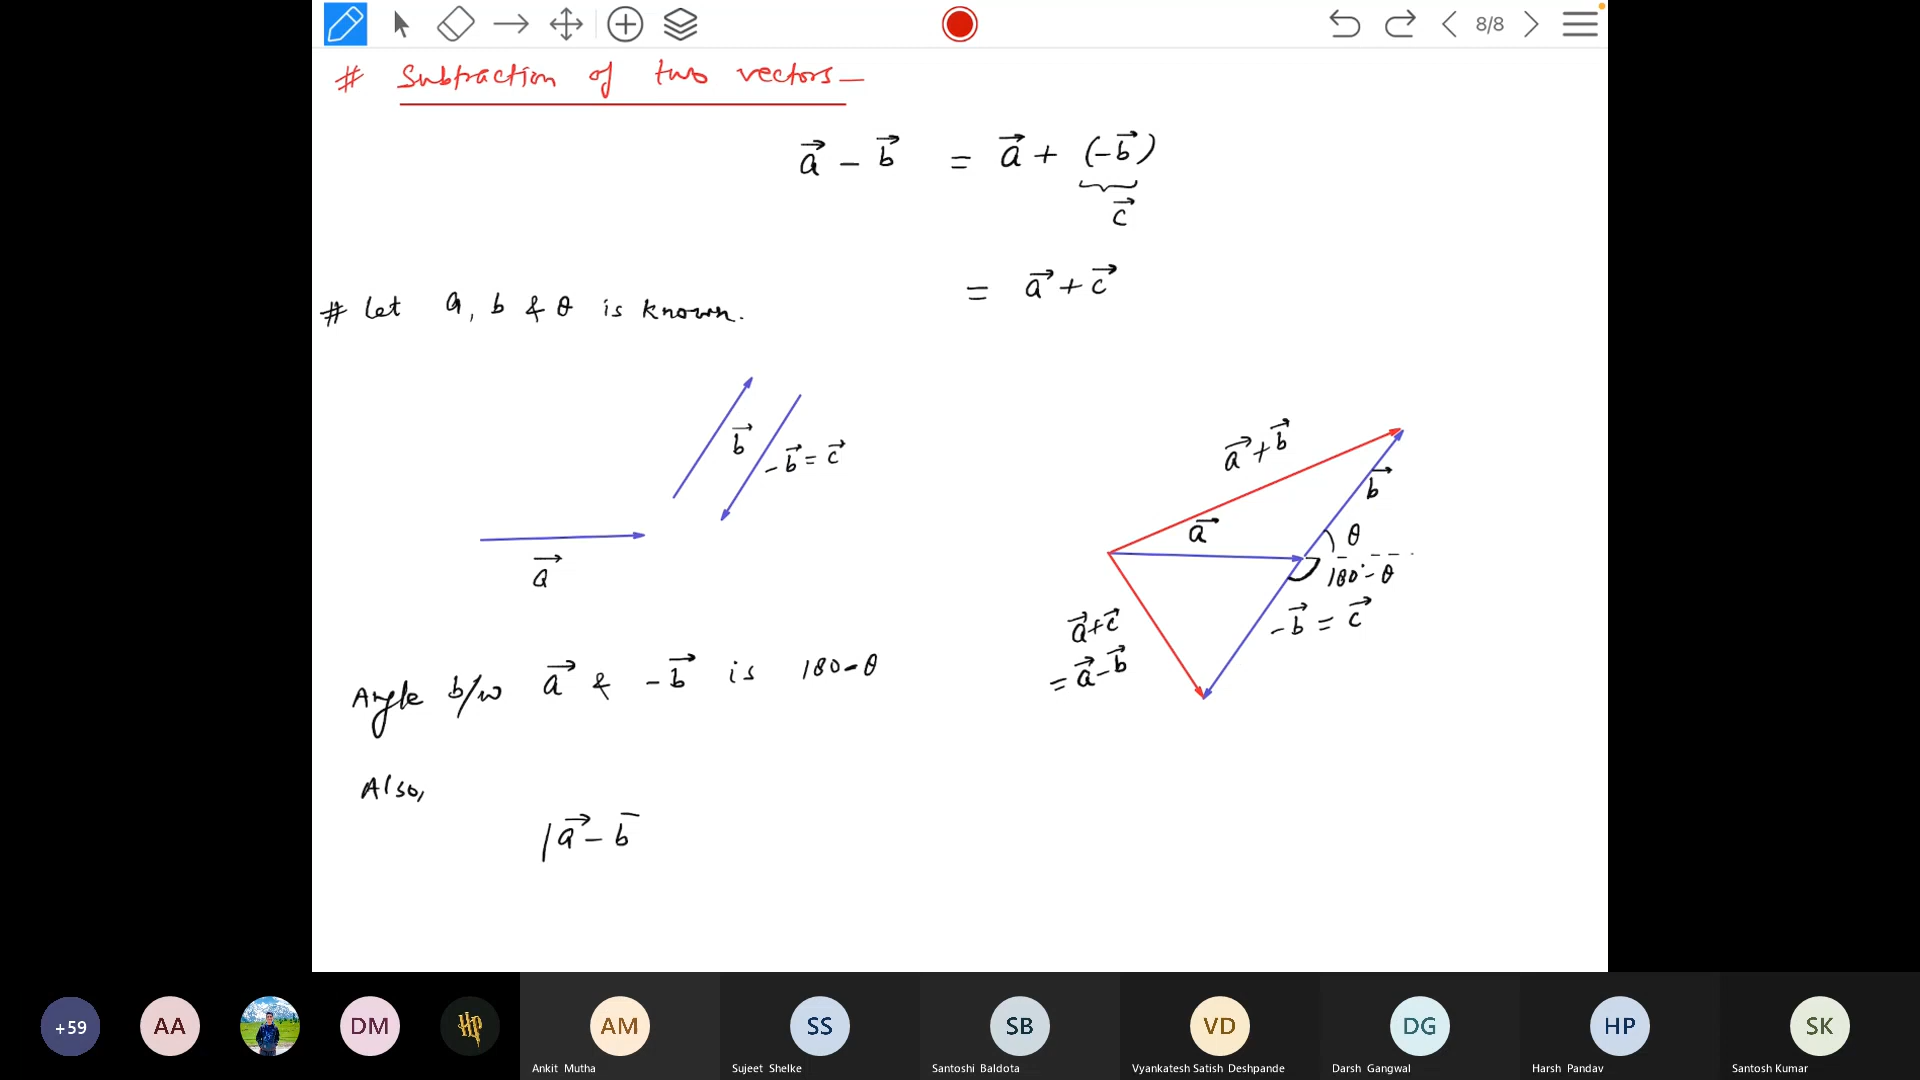 8/8
# Subtraction of two vectors—
a⃗ − b⃗ = a⃗ + (−b⃗)
c⃗
= a⃗ + c⃗
# let a, b & θ is known.
b⃗
−b⃗ = c⃗
a⃗
a⃗ + b⃗
b⃗
a⃗
θ
180° − θ
−b⃗ = c⃗
a⃗ + c⃗
= a⃗ − b⃗
Angle b/w a⃗ & −b⃗ is 180−θ
Also,
|a⃗ − b̄
+59 AA DM HP AM SS SB VD DG HP SK
Ankit Mutha Sujeet Shelke Santoshi Baldota Vyankatesh Satish Deshpande Darsh Gangwal Harsh Pandav Santosh Kumar